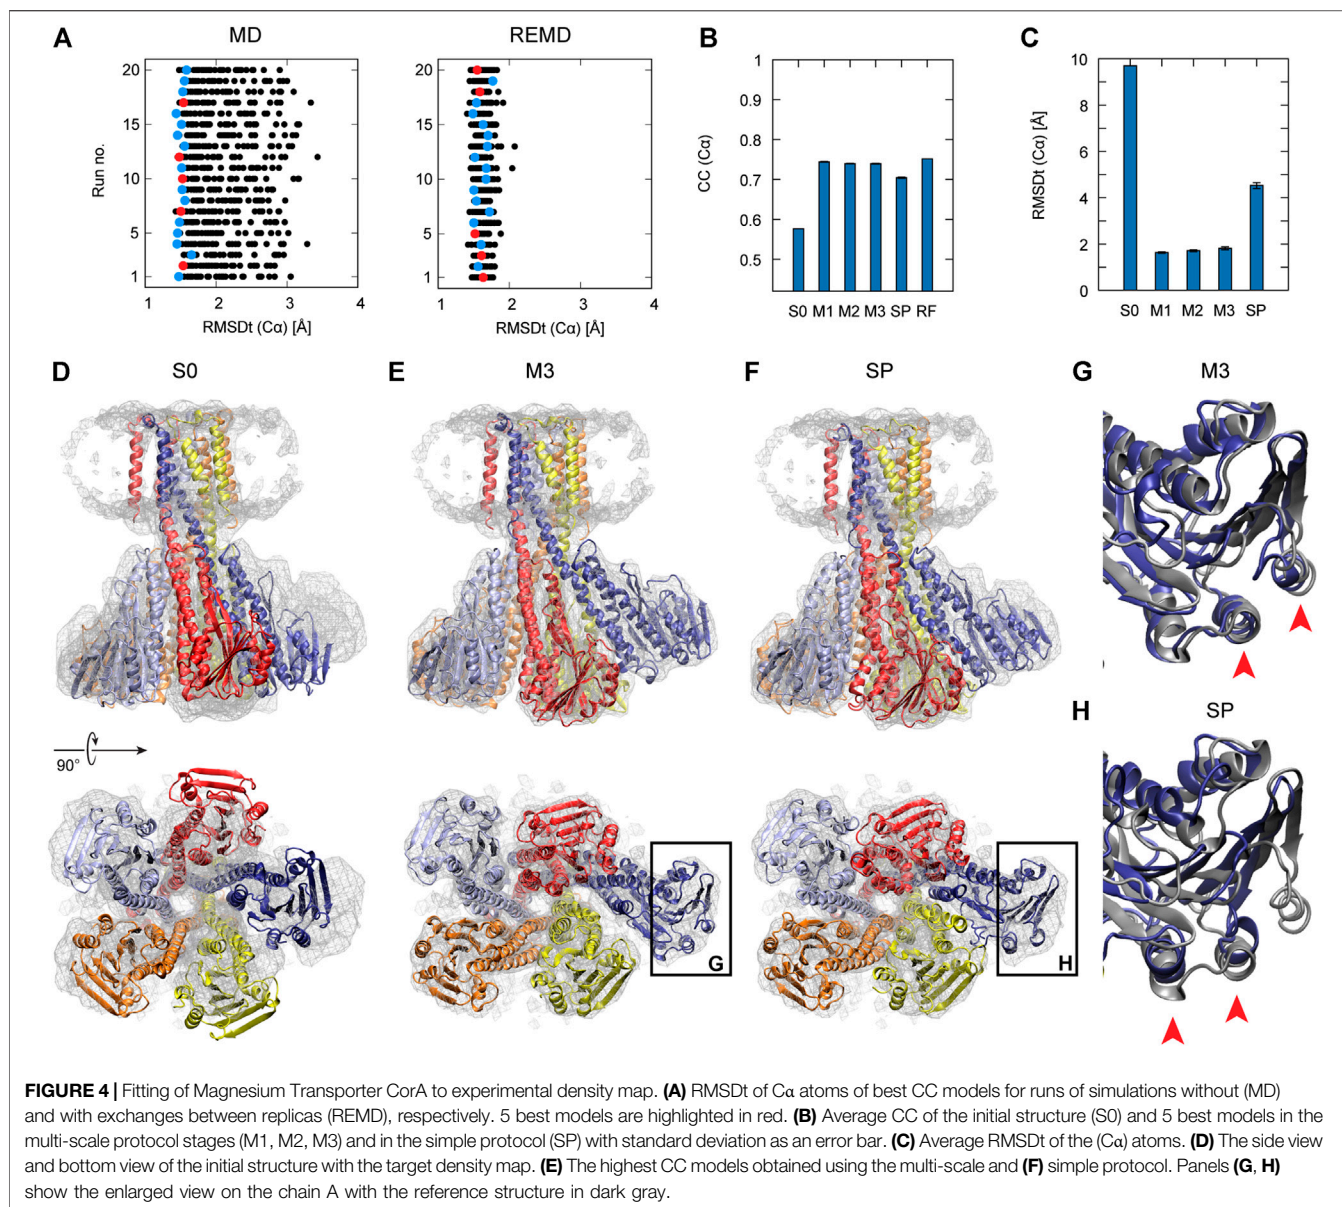 A
MD
REMD
B
C
Run no.
20
15
10
5
1
20
15
10
5
1
1
2
3
4
1
2
3
4
RMSDt (Cα) [Å]
RMSDt (Cα) [Å]
CC (Cα)
1
0.9
0.8
0.7
0.6
0.5
S0 M1 M2 M3 SP RF
RMSDt (Cα) [Å]
10
8
6
4
2
0
S0 M1 M2 M3 SP
D
S0
E
M3
F
SP
G
M3
H
SP
90°
G
H
FIGURE 4 | Fitting of Magnesium Transporter CorA to experimental density map. (A) RMSDt of Cα atoms of best CC models for runs of simulations without (MD)
and with exchanges between replicas (REMD), respectively. 5 best models are highlighted in red. (B) Average CC of the initial structure (S0) and 5 best models in the
multi-scale protocol stages (M1, M2, M3) and in the simple protocol (SP) with standard deviation as an error bar. (C) Average RMSDt of the (Cα) atoms. (D) The side view
and bottom view of the initial structure with the target density map. (E) The highest CC models obtained using the multi-scale and (F) simple protocol. Panels (G, H)
show the enlarged view on the chain A with the reference structure in dark gray.